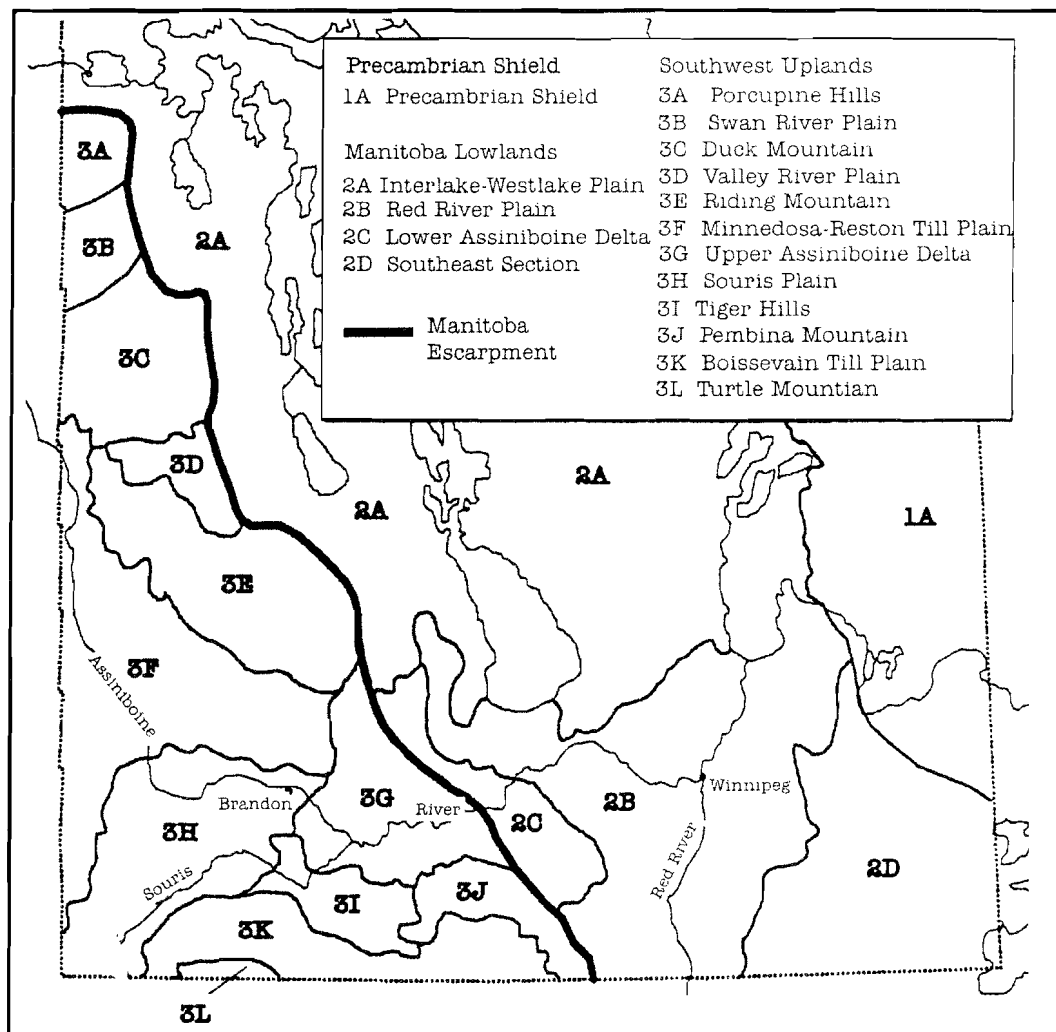 Precambrian Shield
1A Precambrian Shield
Manitoba Lowlands
2A Interlake-Westlake Plain
2B Red River Plain
2C Lower Assiniboine Delta
2D Southeast Section
Manitoba
Escarpment
Southwest Uplands
3A Porcupine Hills
3B Swan River Plain
3C Duck Mountain
3D Valley River Plain
3E Riding Mountain
3F Minnedosa-Reston Till Plain
3G Upper Assiniboine Delta
3H Souris Plain
3I Tiger Hills
3J Pembina Mountain
3K Boissevain Till Plain
3L Turtle Mountian
3A
3B
2A
3C
3D
2A
2A
1A
3E
3F
Assiniboine
3G
River
Brandon
2B
Winnipeg
2C
3H
Souris
Red River
2D
3I
3J
3K
3L